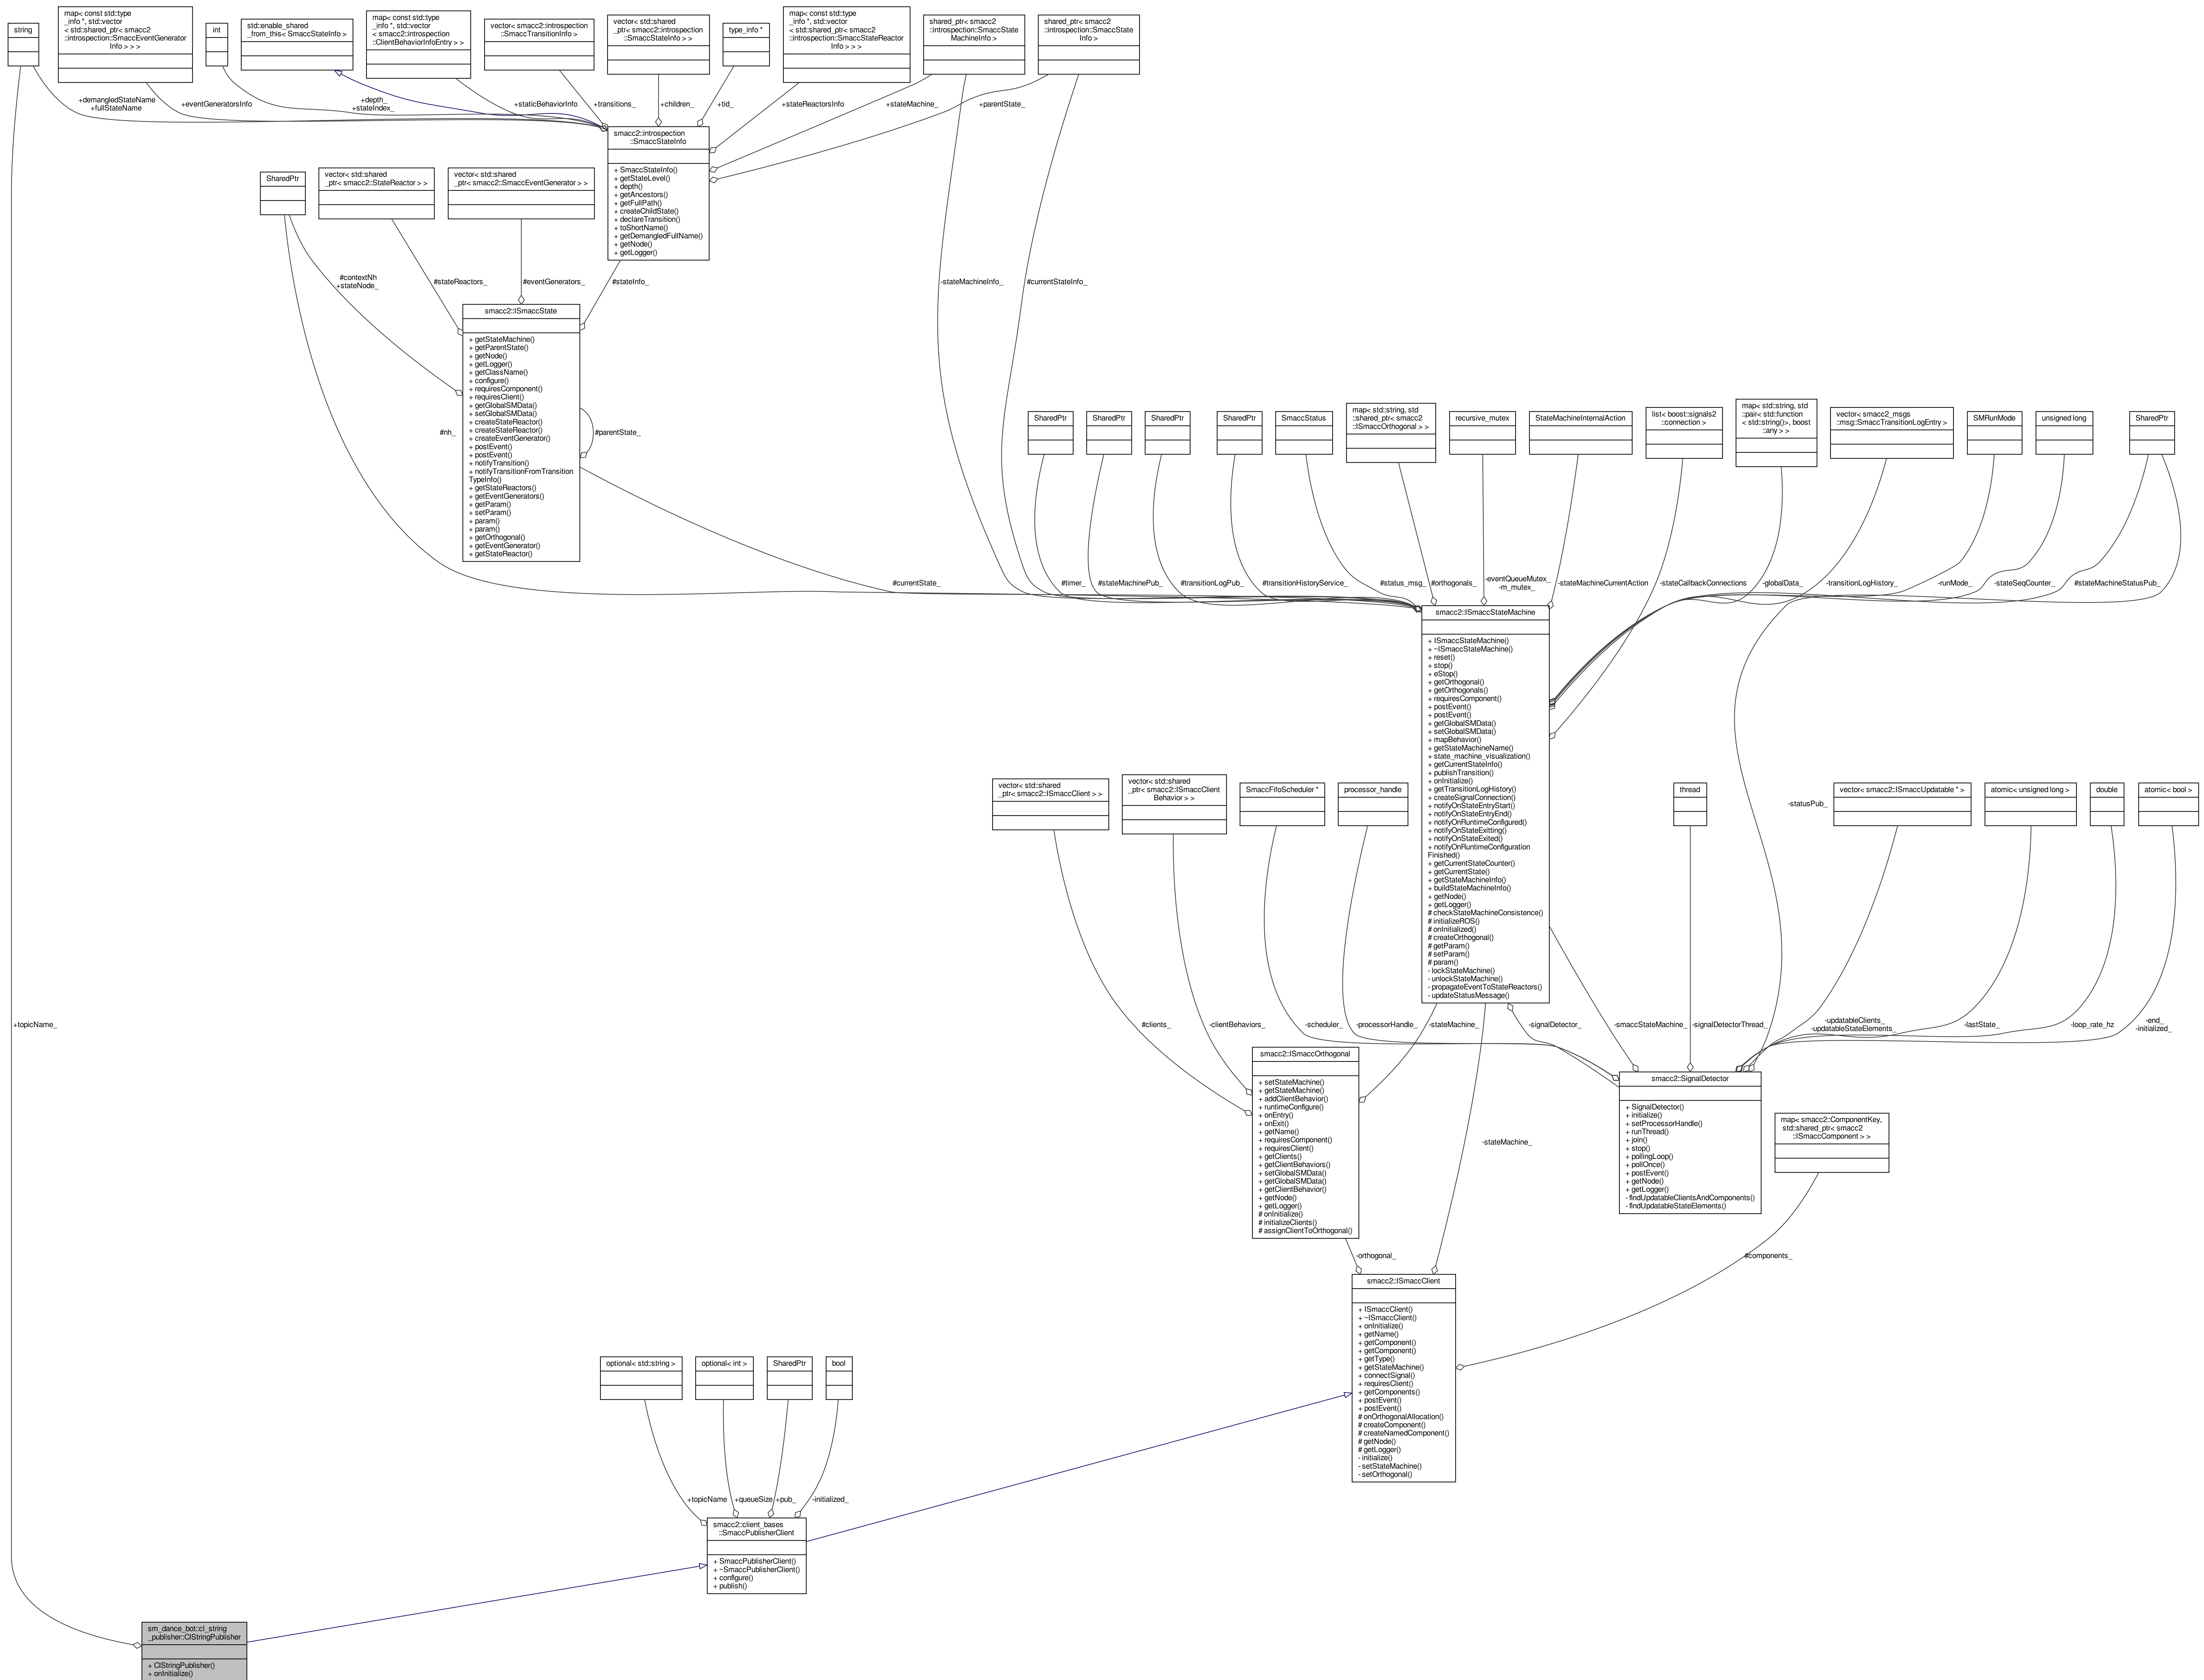 string
map< const std::type
_info *, std::vector
< std::shared_ptr< smacc2
::introspection::SmaccEventGenerator
Info > > >
int
std::enable_shared
_from_this< SmaccStateInfo >
map< const std::type
_info *, std::vector
< smacc2::introspection
::ClientBehaviorInfoEntry > >
vector< smacc2::introspection
::SmaccTransitionInfo >
vector< std::shared
_ptr< smacc2::introspection
::SmaccStateInfo > >
type_info *
map< const std::type
_info *, std::vector
< std::shared_ptr< smacc2
::introspection::SmaccStateReactor
Info > > >
shared_ptr< smacc2
::introspection::SmaccState
MachineInfo >
shared_ptr< smacc2
::introspection::SmaccState
Info >
+demangledStateName
+fullStateName
+eventGeneratorsInfo
+depth_
+stateIndex_
+staticBehaviorInfo
+transitions_
+children_
+tid_
+stateReactorsInfo
+stateMachine_
+parentState_
smacc2::introspection
::SmaccStateInfo
+ SmaccStateInfo()
+ getStateLevel()
+ depth()
+ getAncestors()
+ getFullPath()
+ createChildState()
+ declareTransition()
+ toShortName()
+ getDemangledFullName()
+ getNode()
+ getLogger()
SharedPtr
vector< std::shared
_ptr< smacc2::StateReactor > >
vector< std::shared
_ptr< smacc2::SmaccEventGenerator > >
#contextNh
+stateNode_
#stateReactors_
#eventGenerators_
#stateInfo_
-stateMachineInfo_
#currentStateInfo_
smacc2::ISmaccState
+ getStateMachine()
+ getParentState()
+ getNode()
+ getLogger()
+ getClassName()
+ configure()
+ requiresComponent()
+ requiresClient()
+ getGlobalSMData()
+ setGlobalSMData()
+ createStateReactor()
+ createStateReactor()
+ createEventGenerator()
+ postEvent()
+ postEvent()
+ notifyTransition()
+ notifyTransitionFromTransition
TypeInfo()
+ getStateReactors()
+ getEventGenerators()
+ getParam()
+ setParam()
+ param()
+ param()
+ getOrthogonal()
+ getEventGenerator()
+ getStateReactor()
#nh_
#parentState_
SharedPtr
SharedPtr
SharedPtr
SharedPtr
SmaccStatus
map< std::string, std
::shared_ptr< smacc2
::ISmaccOrthogonal > >
recursive_mutex
StateMachineInternalAction
list< boost::signals2
::connection >
map< std::string, std
::pair< std::function
< std::string()>, boost
::any > >
vector< smacc2_msgs
::msg::SmaccTransitionLogEntry >
SMRunMode
unsigned long
SharedPtr
#currentState_
#timer_
#stateMachinePub_
#transitionLogPub_
#transitionHistoryService_
#status_msg_
#orthogonals_
-eventQueueMutex_
-m_mutex_
-stateMachineCurrentAction
-stateCallbackConnections
-globalData_
-transitionLogHistory_
-runMode_
-stateSeqCounter_
#stateMachineStatusPub_
smacc2::ISmaccStateMachine
+ ISmaccStateMachine()
+ ~ISmaccStateMachine()
+ reset()
+ stop()
+ eStop()
+ getOrthogonal()
+ getOrthogonals()
+ requiresComponent()
+ postEvent()
+ postEvent()
+ getGlobalSMData()
+ setGlobalSMData()
+ mapBehavior()
+ getStateMachineName()
+ state_machine_visualization()
+ getCurrentStateInfo()
+ publishTransition()
+ onInitialize()
+ getTransitionLogHistory()
+ createSignalConnection()
+ notifyOnStateEntryStart()
+ notifyOnStateEntryEnd()
+ notifyOnRuntimeConfigured()
+ notifyOnStateExitting()
+ notifyOnStateExited()
+ notifyOnRuntimeConfiguration
Finished()
+ getCurrentStateCounter()
+ getCurrentState()
+ getStateMachineInfo()
+ buildStateMachineInfo()
+ getNode()
+ getLogger()
# checkStateMachineConsistence()
# initializeROS()
# onInitialized()
# createOrthogonal()
# getParam()
# setParam()
# param()
- lockStateMachine()
- unlockStateMachine()
- propagateEventToStateReactors()
- updateStatusMessage()
vector< std::shared
_ptr< smacc2::ISmaccClient > >
vector< std::shared
_ptr< smacc2::ISmaccClient
Behavior > >
SmaccFifoScheduler *
processor_handle
thread
-statusPub_
vector< smacc2::ISmaccUpdatable * >
atomic< unsigned long >
double
atomic< bool >
+topicName_
#clients_
-clientBehaviors_
-scheduler_
-processorHandle_
-stateMachine_
-signalDetector_
-smaccStateMachine_
-signalDetectorThread_
-updatableClients_
-updatableStateElements_
-lastState_
-loop_rate_hz
-end_
-initialized_
smacc2::ISmaccOrthogonal
+ setStateMachine()
+ getStateMachine()
+ addClientBehavior()
+ runtimeConfigure()
+ onEntry()
+ onExit()
+ getName()
+ requiresComponent()
+ requiresClient()
+ getClients()
+ getClientBehaviors()
+ setGlobalSMData()
+ getGlobalSMData()
+ getClientBehavior()
+ getNode()
+ getLogger()
# onInitialize()
# initializeClients()
# assignClientToOrthogonal()
-stateMachine_
smacc2::SignalDetector
+ SignalDetector()
+ initialize()
+ setProcessorHandle()
+ runThread()
+ join()
+ stop()
+ pollingLoop()
+ pollOnce()
+ postEvent()
+ getNode()
+ getLogger()
- findUpdatableClientsAndComponents()
- findUpdatableStateElements()
map< smacc2::ComponentKey,
std::shared_ptr< smacc2
::ISmaccComponent > >
-orthogonal_
#components_
smacc2::ISmaccClient
+ ISmaccClient()
+ ~ISmaccClient()
+ onInitialize()
+ getName()
+ getComponent()
+ getComponent()
+ getType()
+ getStateMachine()
+ connectSignal()
+ requiresClient()
+ getComponents()
+ postEvent()
+ postEvent()
# onOrthogonalAllocation()
# createComponent()
# createNamedComponent()
# getNode()
# getLogger()
- initialize()
- setStateMachine()
- setOrthogonal()
optional< std::string >
optional< int >
SharedPtr
bool
+topicName
+queueSize
+pub_
-initialized_
smacc2::client_bases
::SmaccPublisherClient
+ SmaccPublisherClient()
+ ~SmaccPublisherClient()
+ configure()
+ publish()
sm_dance_bot::cl_string
_publisher::ClStringPublisher
+ ClStringPublisher()
+ onInitialize()